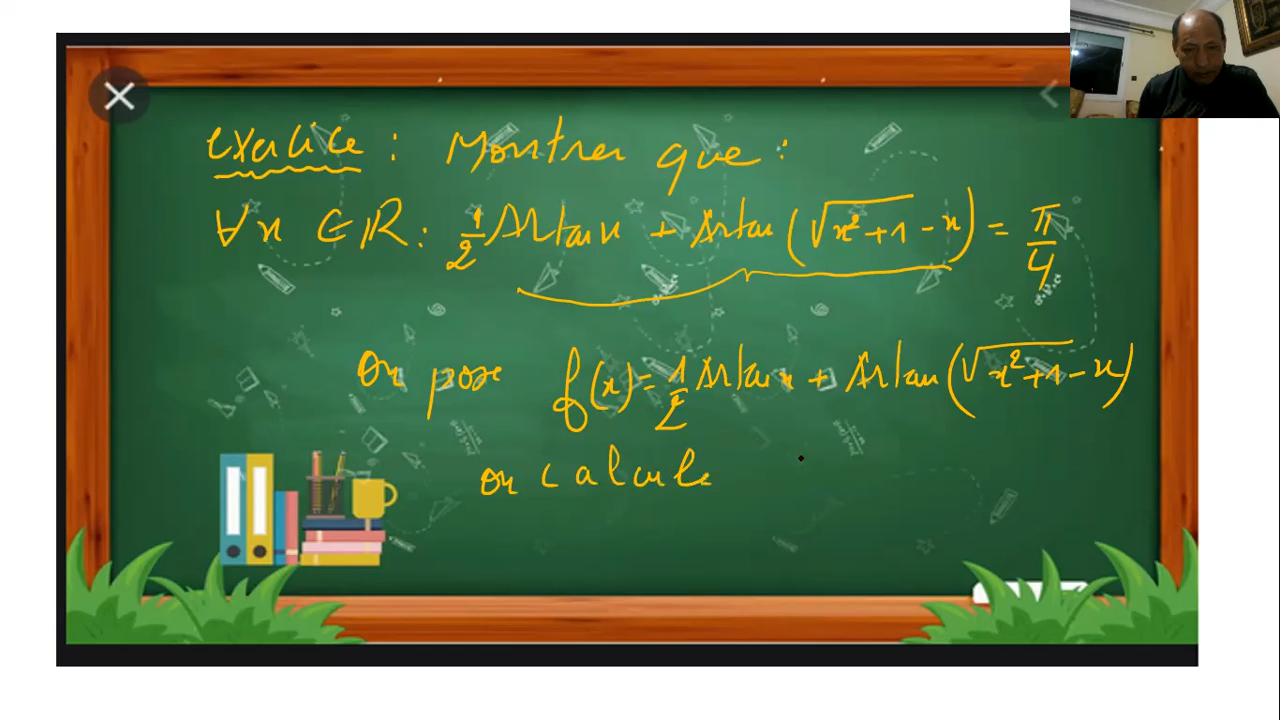 exercice : Montrer que :
∀x ∈ ℝ : 1/2 Arctan x + Arctan (√x²+1 - x) = π/4
On pose f(x) = 1/2 Arctan x + Arctan (√x²+1 - x)
on calcule